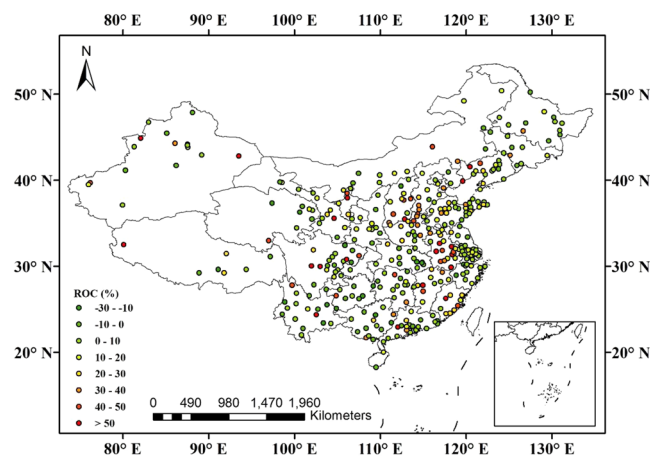 80° E 90° E 100° E 110° E 120° E 130° E
N
50° N 50° N
40° N 40° N
30° N 30° N
20° N 20° N
ROC (%)
-30 - -10
-10 - 0
0 - 10
10 - 20
20 - 30
30 - 40
40 - 50
> 50
0 490 980 1,470 1,960
Kilometers
80° E 90° E 100° E 110° E 120° E 130° E